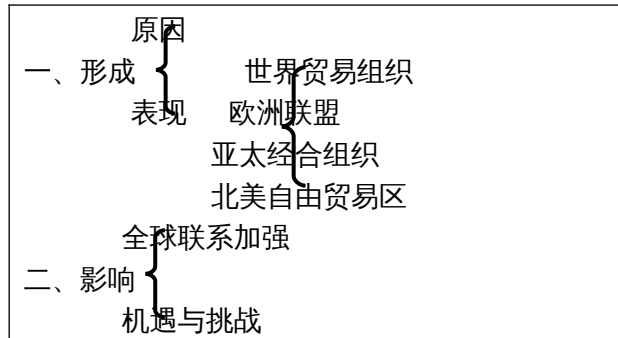 原因
一、形成 世界贸易组织
表现 欧洲联盟
亚太经合组织
北美自由贸易区
全球联系加强
二、影响
机遇与挑战